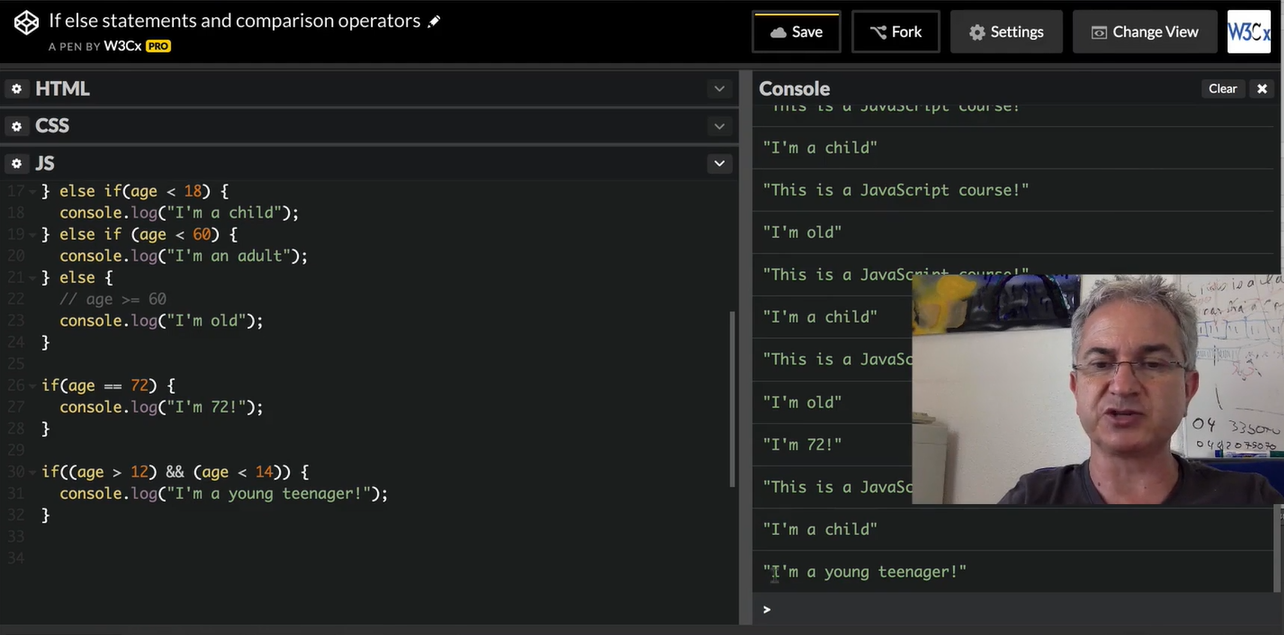 If else statements and comparison operators
A PEN BY W3Cx PRO
Save
Fork
Settings
Change View
W3Cx
HTML
CSS
JS
17 } else if(age < 18) {
18 console.log("I'm a child");
19 } else if (age < 60) {
20 console.log("I'm an adult");
21 } else {
22 // age >= 60
23 console.log("I'm old");
24 }
25
26 if(age == 72) {
27 console.log("I'm 72!");
28 }
29
30 if((age > 12) && (age < 14)) {
31 console.log("I'm a young teenager!");
32 }
33
34
Console
Clear
"This is a JavaScript course!"
"I'm a child"
"This is a JavaScript course!"
"I'm old"
"This is a JavaScript course!"
"I'm a child"
"This is a JavaSc
"I'm old"
"I'm 72!"
"This is a JavaSc
"I'm a child"
"I'm a young teenager!"
>
04